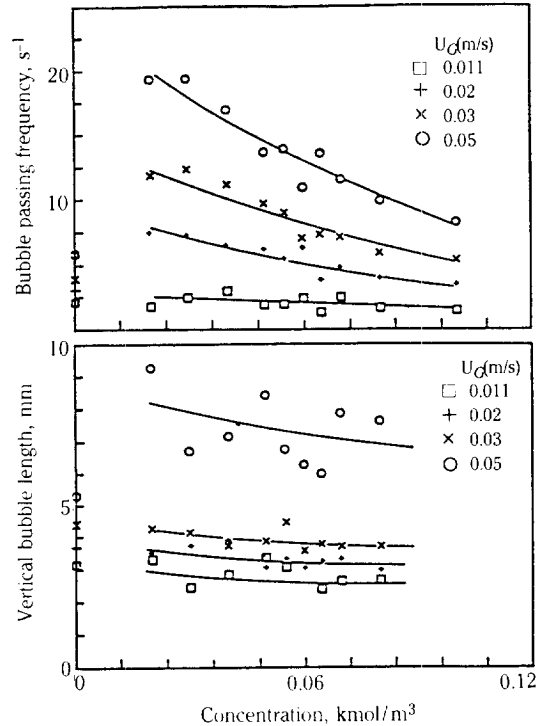 Bubble passing frequency, s⁻¹
20
10
0
U_G(m/s)
□ 0.011
+ 0.02
× 0.03
○ 0.05
Vertical bubble length, mm
10
5
0
U_G(m/s)
□ 0.011
+ 0.02
× 0.03
○ 0.05
0 0.06 0.12
Concentration, kmol/m³